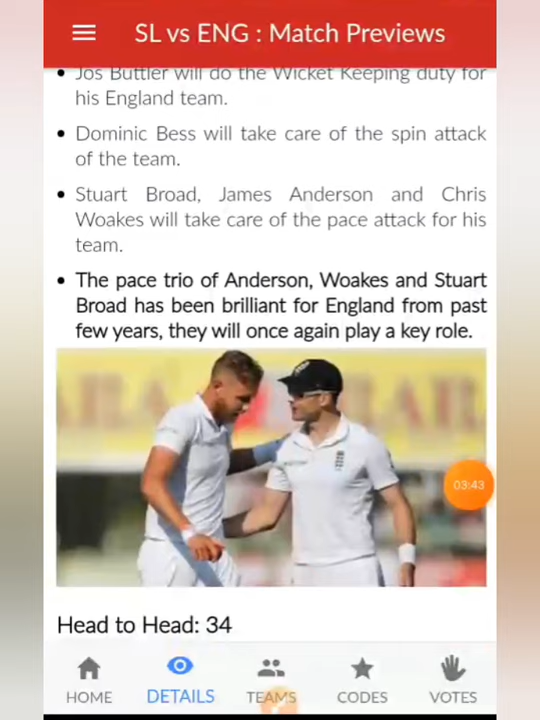 SL vs ENG : Match Previews
Jos Buttler will do the Wicket Keeping duty for
his England team.
Dominic Bess will take care of the spin attack
of the team.
Stuart Broad, James Anderson and Chris
Woakes will take care of the pace attack for his
team.
The pace trio of Anderson, Woakes and Stuart
Broad has been brilliant for England from past
few years, they will once again play a key role.
03:43
Head to Head: 34
HOME DETAILS TEAMS CODES VOTES